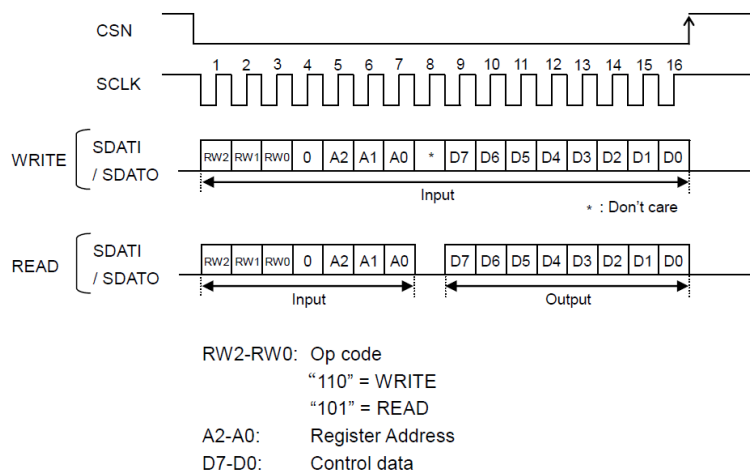 CSN
1 2 3 4 5 6 7 8 9 10 11 12 13 14 15 16
SCLK
WRITE
SDATI
/ SDATO
RW2 RW1 RW0 0 A2 A1 A0 * D7 D6 D5 D4 D3 D2 D1 D0
Input
* : Don't care
READ
SDATI
/ SDATO
RW2 RW1 RW0 0 A2 A1 A0 D7 D6 D5 D4 D3 D2 D1 D0
Input Output
RW2-RW0: Op code
“110” = WRITE
“101” = READ
A2-A0: Register Address
D7-D0: Control data